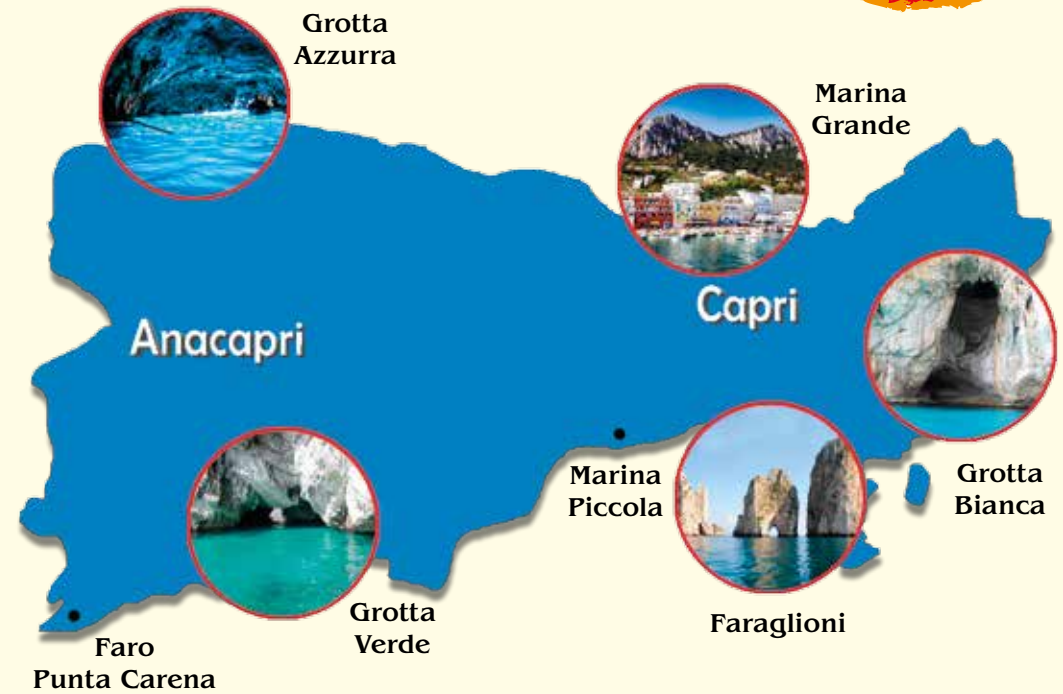 Grotta
Azzurra
Marina
Grande
Capri
Anacapri
Marina
Piccola
Grotta
Bianca
Grotta
Verde
Faraglioni
Faro
Punta Carena